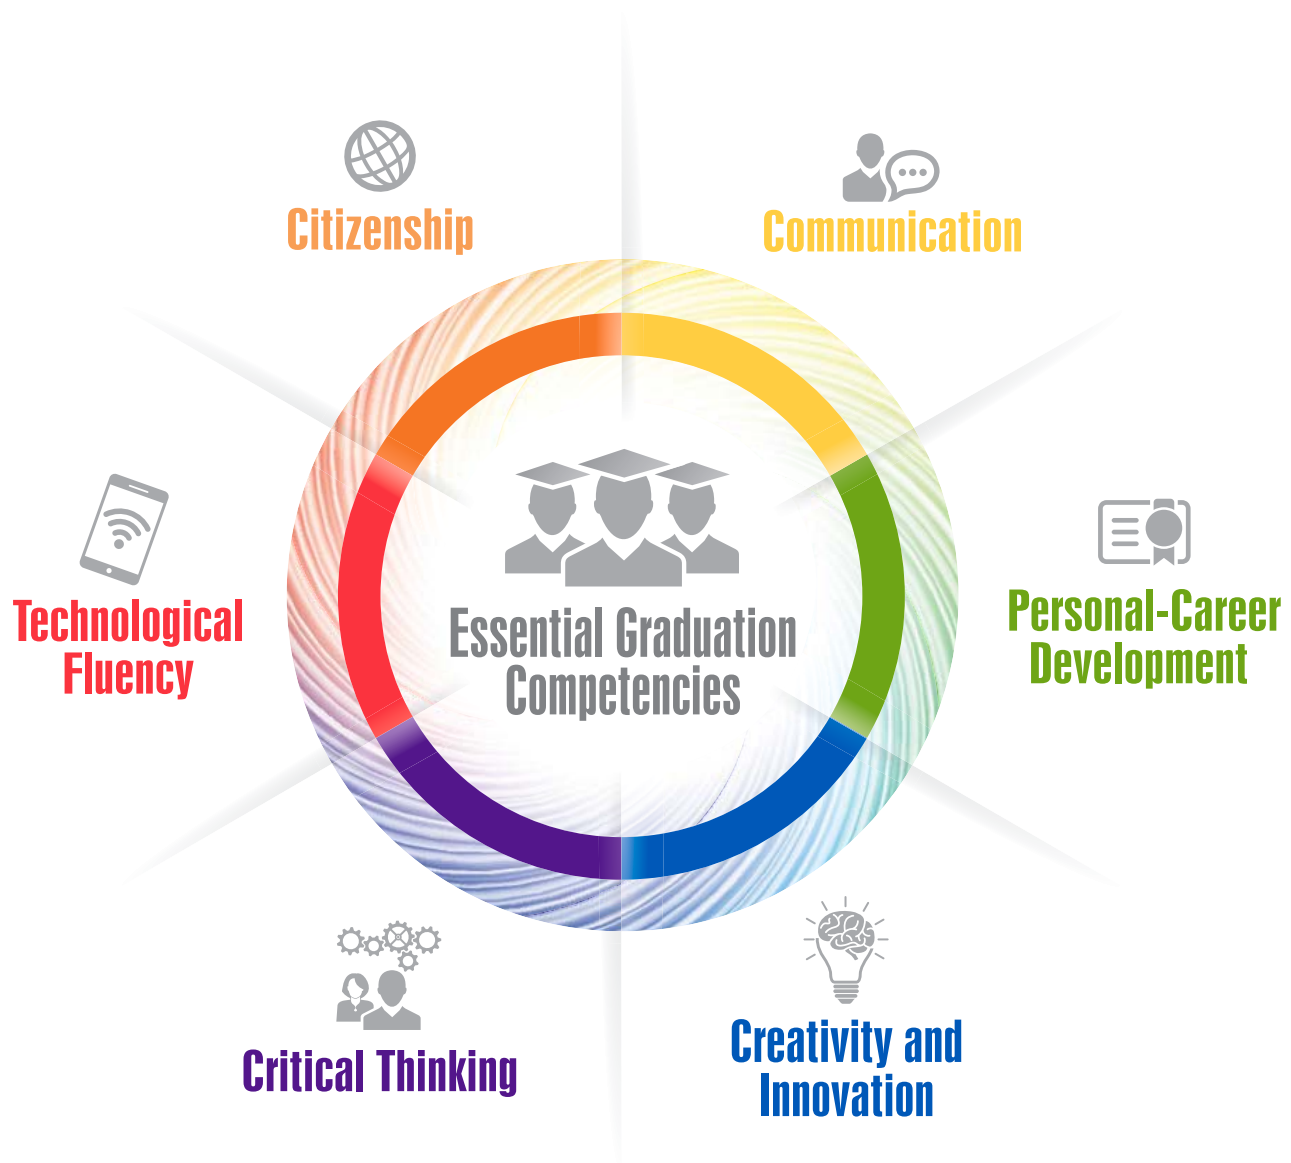 Citizenship
Communication
Technological
Fluency
Essential Graduation
Competencies
Personal-Career
Development
Critical Thinking
Creativity and
Innovation